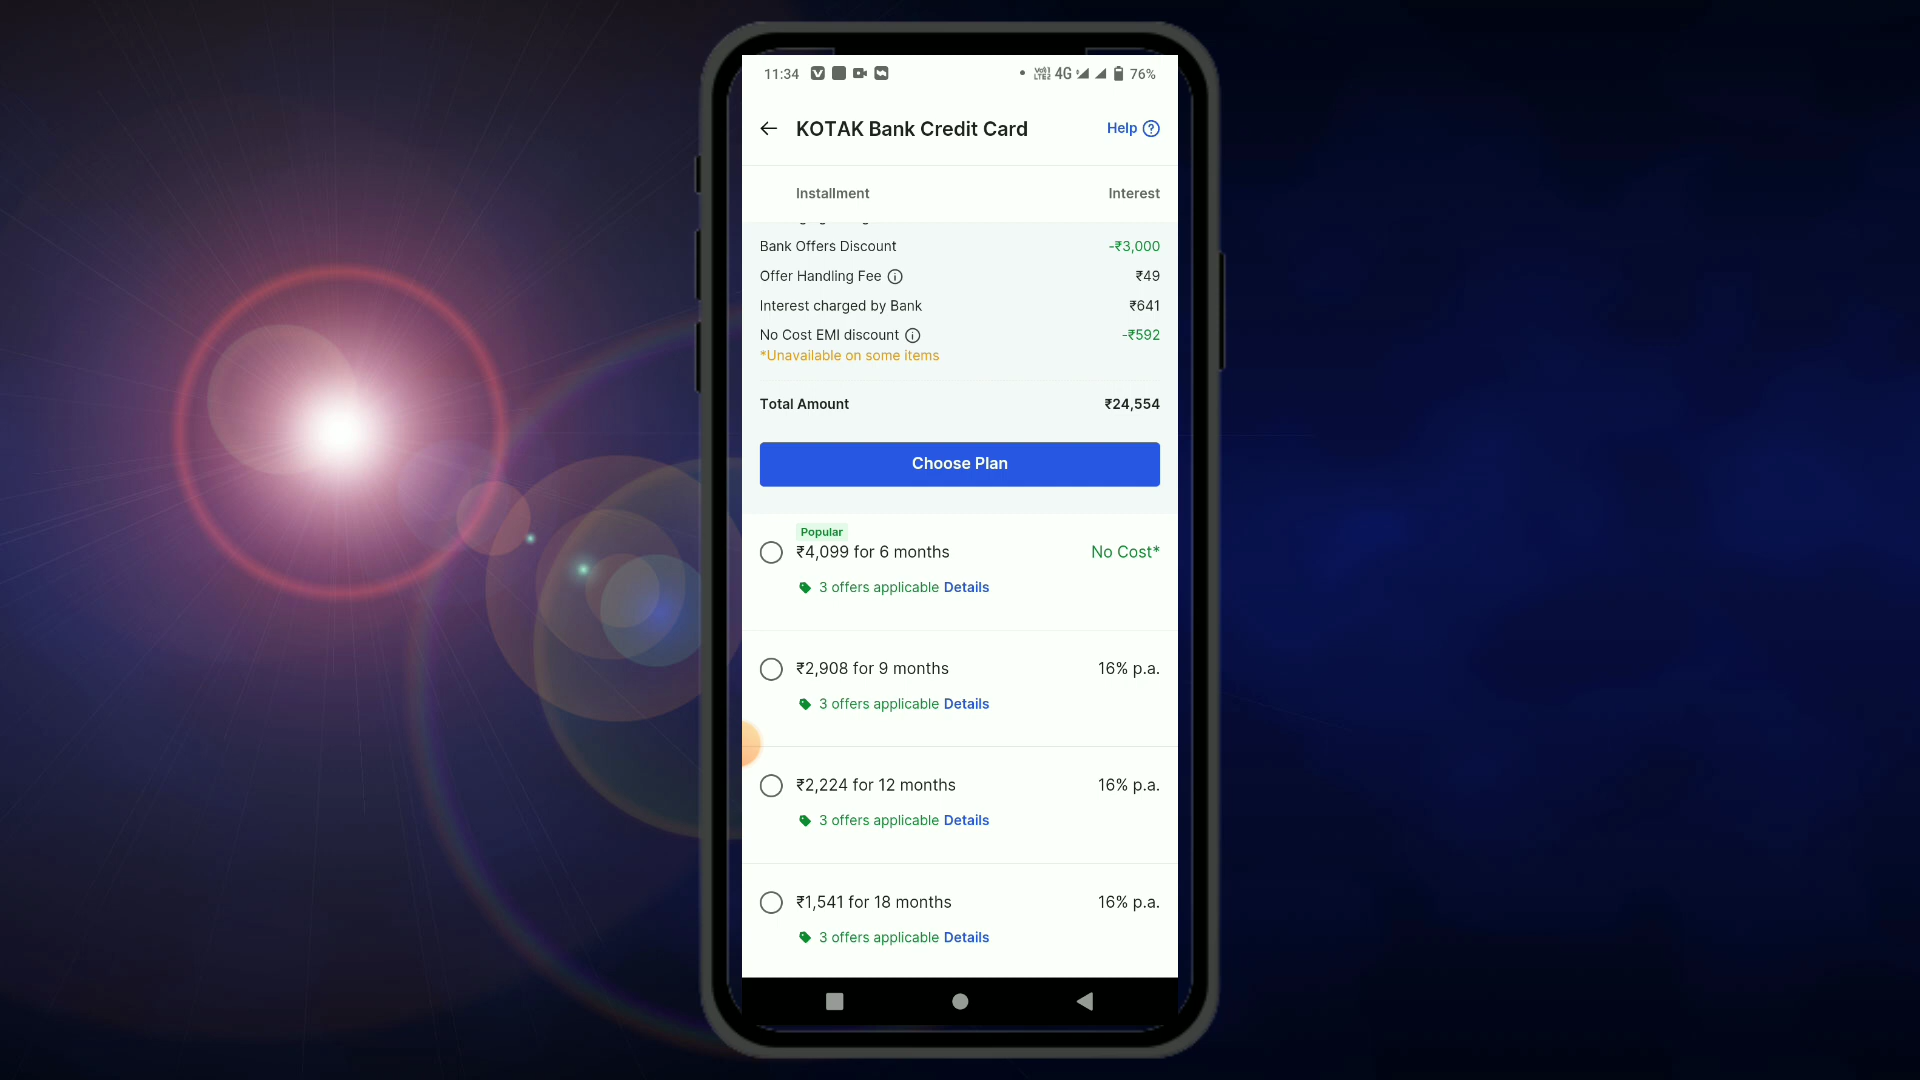 11:34
4G 76%
KOTAK Bank Credit Card
Help
Installment Interest
Bank Offers Discount -₹3,000
Offer Handling Fee ₹49
Interest charged by Bank ₹641
No Cost EMI discount -₹592
*Unavailable on some items
Total Amount ₹24,554
Choose Plan
Popular
₹4,099 for 6 months No Cost*
3 offers applicable Details
₹2,908 for 9 months 16% p.a.
3 offers applicable Details
₹2,224 for 12 months 16% p.a.
3 offers applicable Details
₹1,541 for 18 months 16% p.a.
3 offers applicable Details